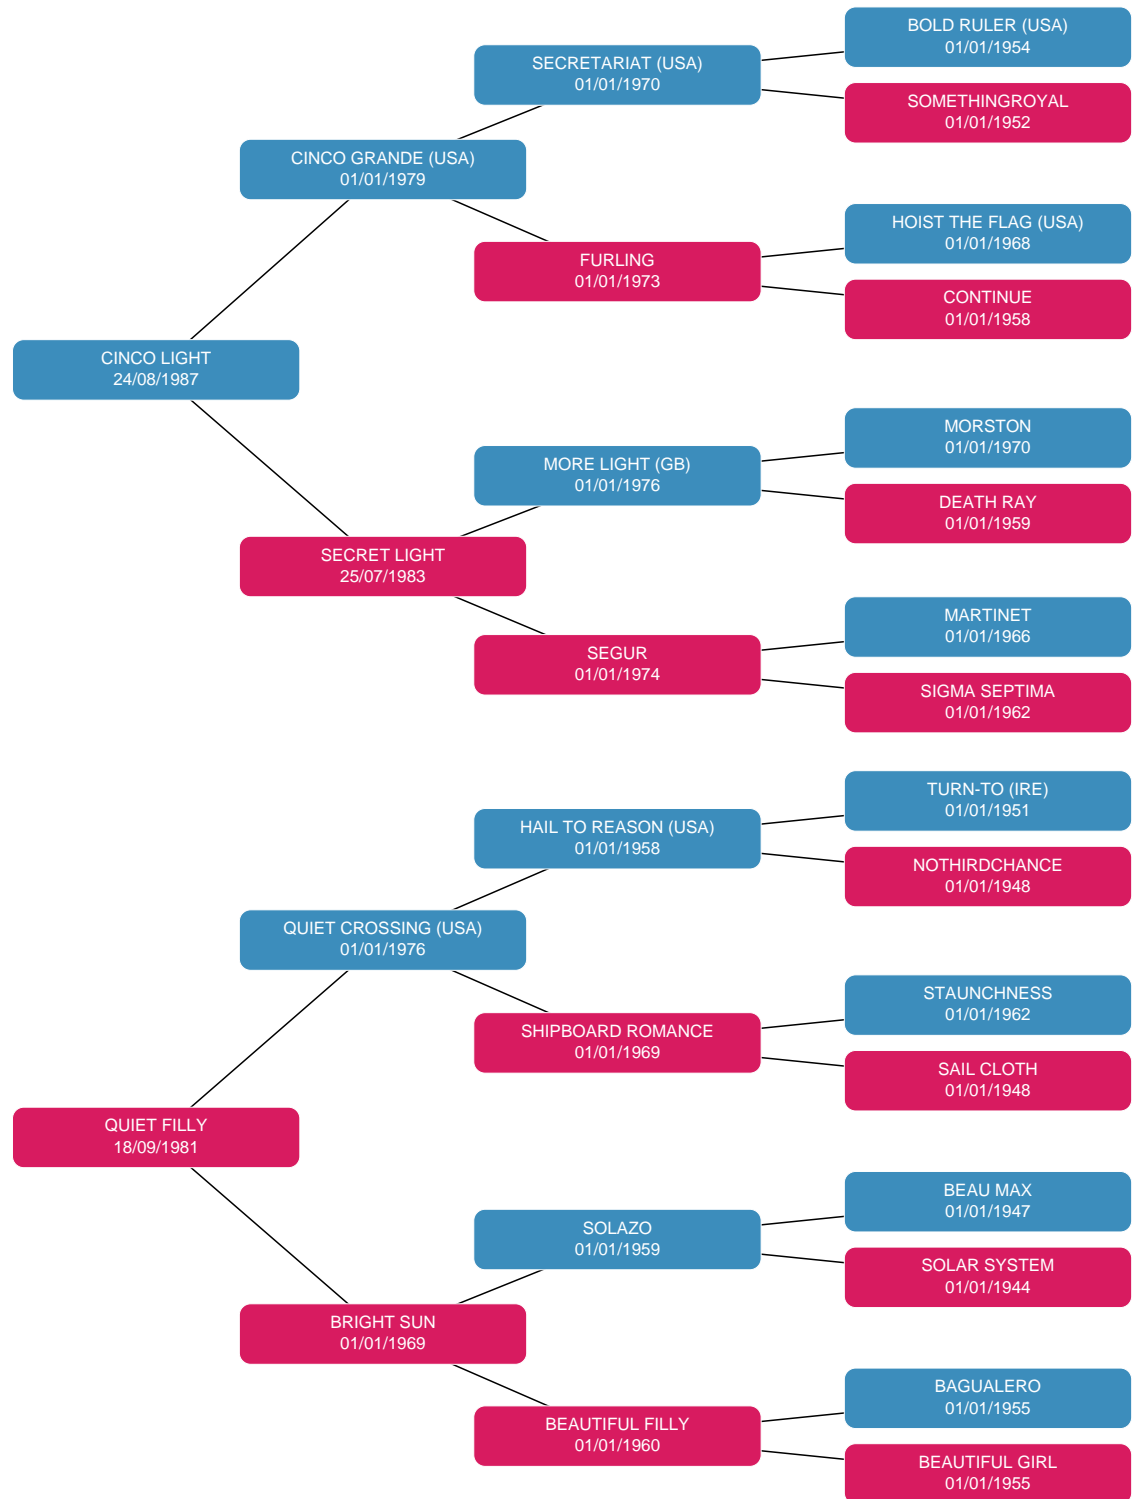 BOLD RULER (USA)
01/01/1954
SECRETARIAT (USA)
01/01/1970
SOMETHINGROYAL
01/01/1952
CINCO GRANDE (USA)
01/01/1979
HOIST THE FLAG (USA)
01/01/1968
FURLING
01/01/1973
CONTINUE
01/01/1958
CINCO LIGHT
24/08/1987
MORSTON
01/01/1970
MORE LIGHT (GB)
01/01/1976
DEATH RAY
01/01/1959
SECRET LIGHT
25/07/1983
MARTINET
01/01/1966
SEGUR
01/01/1974
SIGMA SEPTIMA
01/01/1962
TURN-TO (IRE)
01/01/1951
HAIL TO REASON (USA)
01/01/1958
NOTHIRDCHANCE
01/01/1948
QUIET CROSSING (USA)
01/01/1976
STAUNCHNESS
01/01/1962
SHIPBOARD ROMANCE
01/01/1969
SAIL CLOTH
01/01/1948
QUIET FILLY
18/09/1981
BEAU MAX
01/01/1947
SOLAZO
01/01/1959
SOLAR SYSTEM
01/01/1944
BRIGHT SUN
01/01/1969
BAGUALERO
01/01/1955
BEAUTIFUL FILLY
01/01/1960
BEAUTIFUL GIRL
01/01/1955